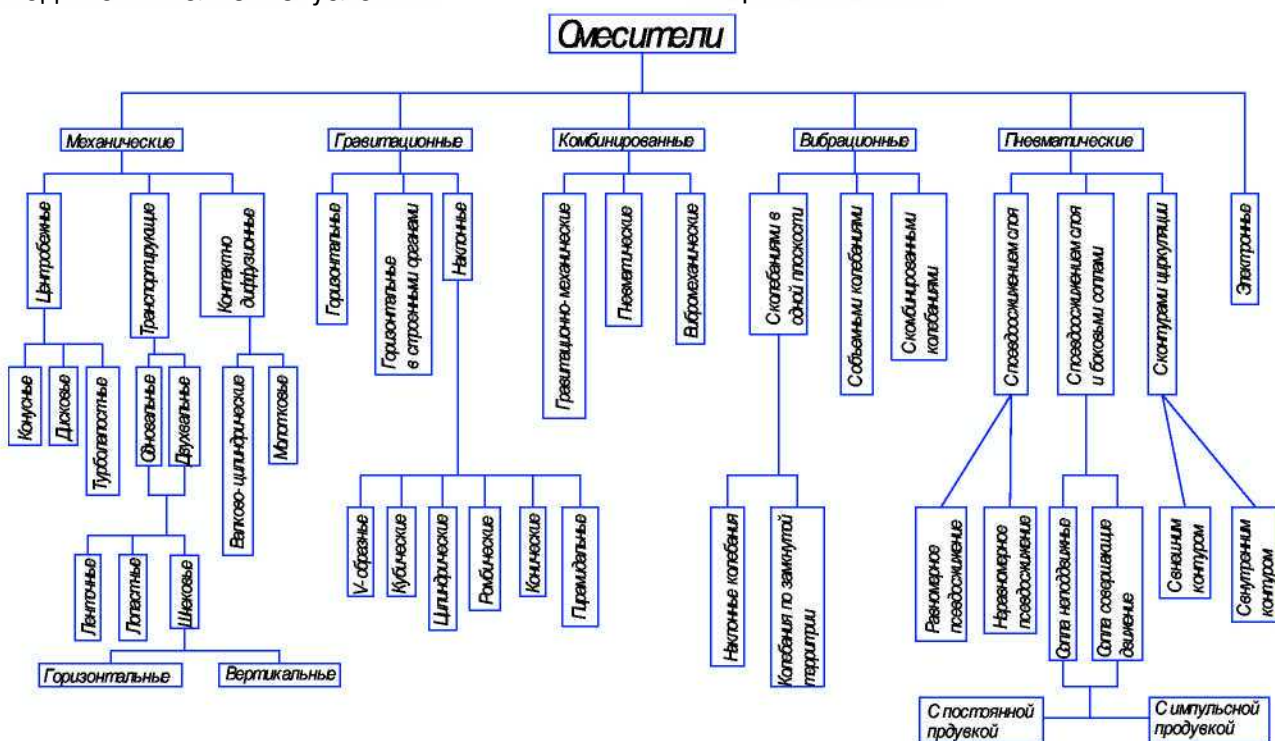 Смесители
Механические
Гравитационные
Комбинированные
Вибрационные
Пневматические
Центробежные
Транспортирующие
Контактно
диффузионные
Горизонтальные
Горизонтальные
в строенными органами
Наклонные
Гравитационно-механические
Пневматические
Вибромеханические
С колебаниями в
одной плоскости
С объемными колебаниями
С комбинированными
колебаниями
С псевдоожижением слоя
С псевдоожижением слоя
и боковыми соплами
С контурами циркуляции
Электронные
Конусные
Дисковые
Турболопастные
Одновальные
Двухвальные
Валково-цилиндрические
Молотковые
V-образные
Кубические
Цилиндрические
Ромбические
Конические
Пирамидальные
Наклонные колебания
Колебания по замкнутой
территрии
Равномерное
псевдоожижение
Неравномерное
псевдоожижение
Сопла неподвижные
Сопла совершающие
движение
С внешним
контуром
С внутренним
контуром
Ленточные
Лопастные
Шнековые
Горизонтальные
Вертикальные
С постоянной
прдувкой
С импульсной
продувкой